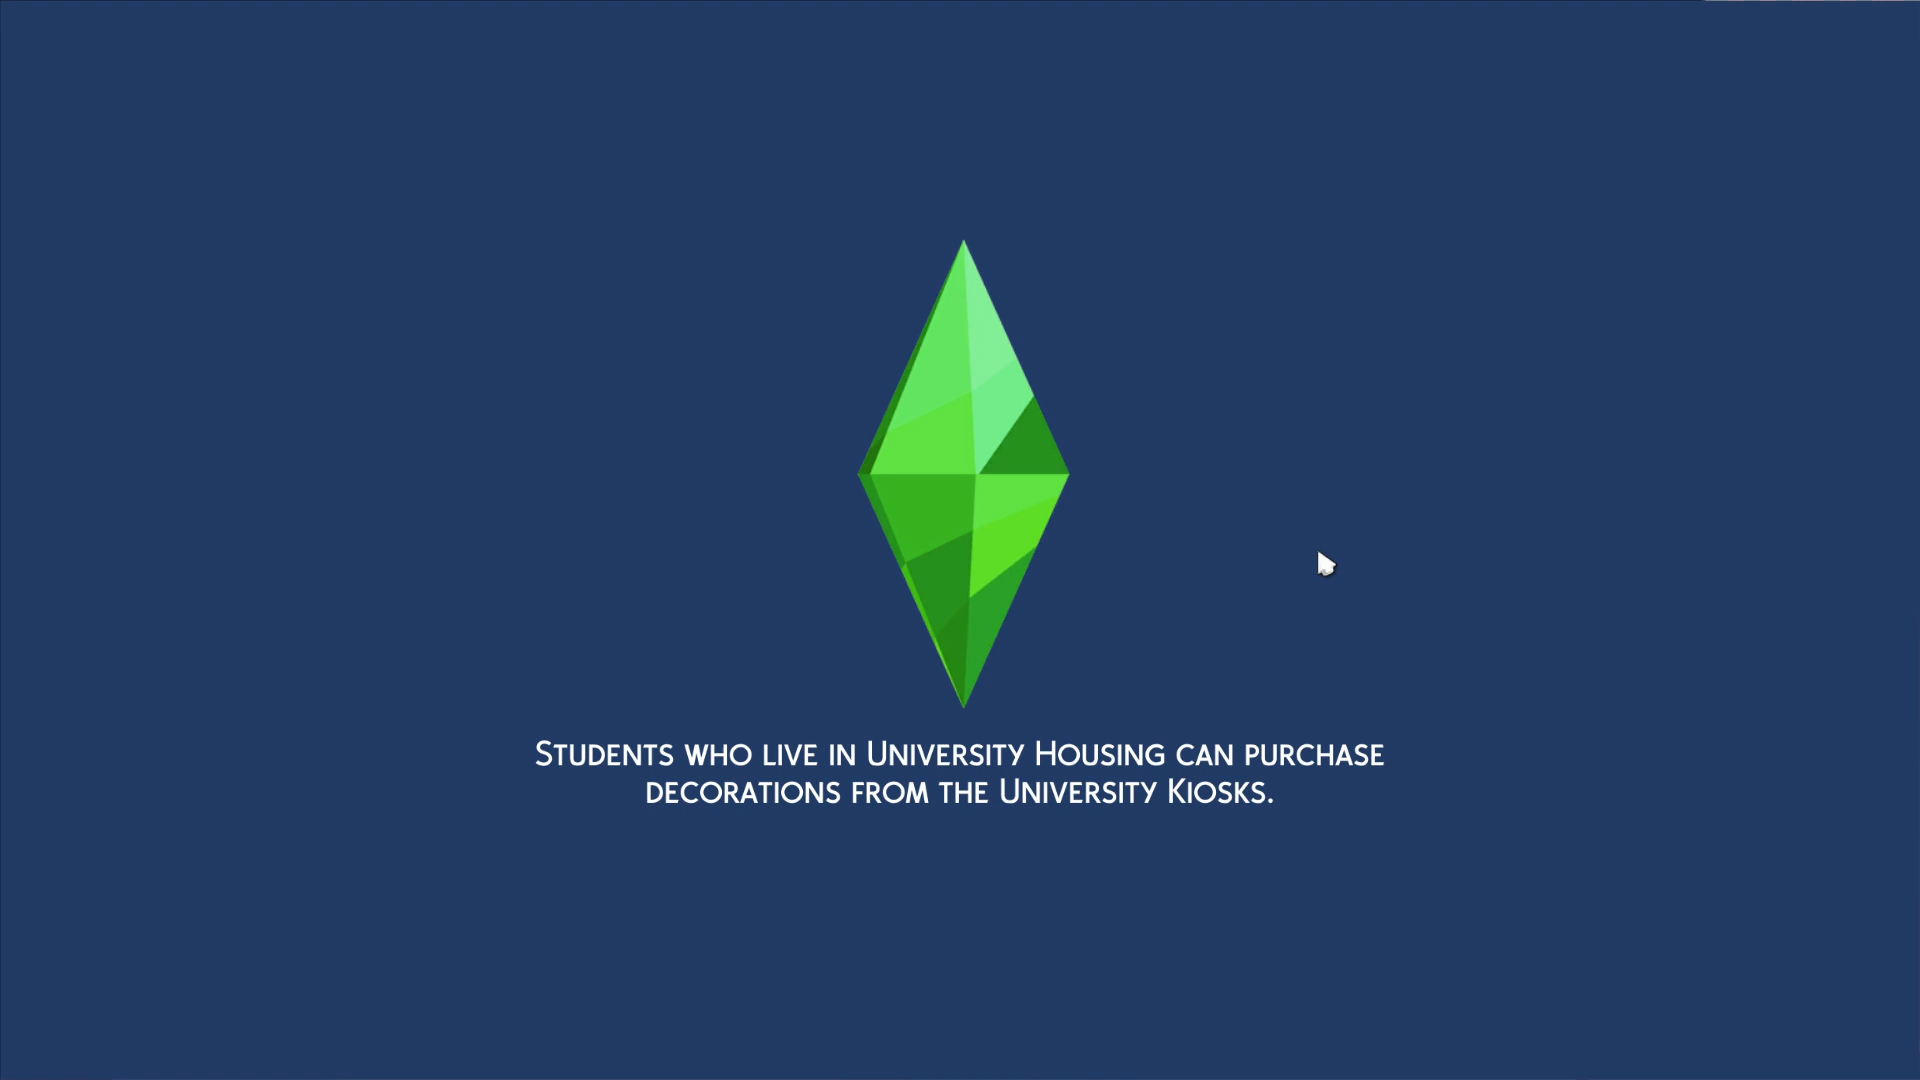 Students who live in University Housing can purchase
decorations from the University Kiosks.